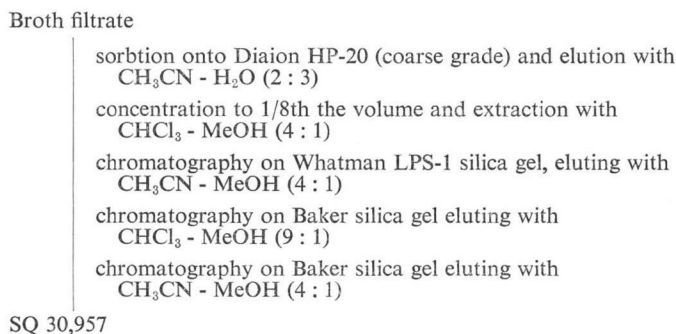 Broth filtrate
sorbtion onto Diaion HP-20 (coarse grade) and elution with
CH₃CN - H₂O (2 : 3)
concentration to 1/8th the volume and extraction with
CHCl₃ - MeOH (4 : 1)
chromatography on Whatman LPS-1 silica gel, eluting with
CH₃CN - MeOH (4 : 1)
chromatography on Baker silica gel eluting with
CHCl₃ - MeOH (9 : 1)
chromatography on Baker silica gel eluting with
CH₃CN - MeOH (4 : 1)
SQ 30,957